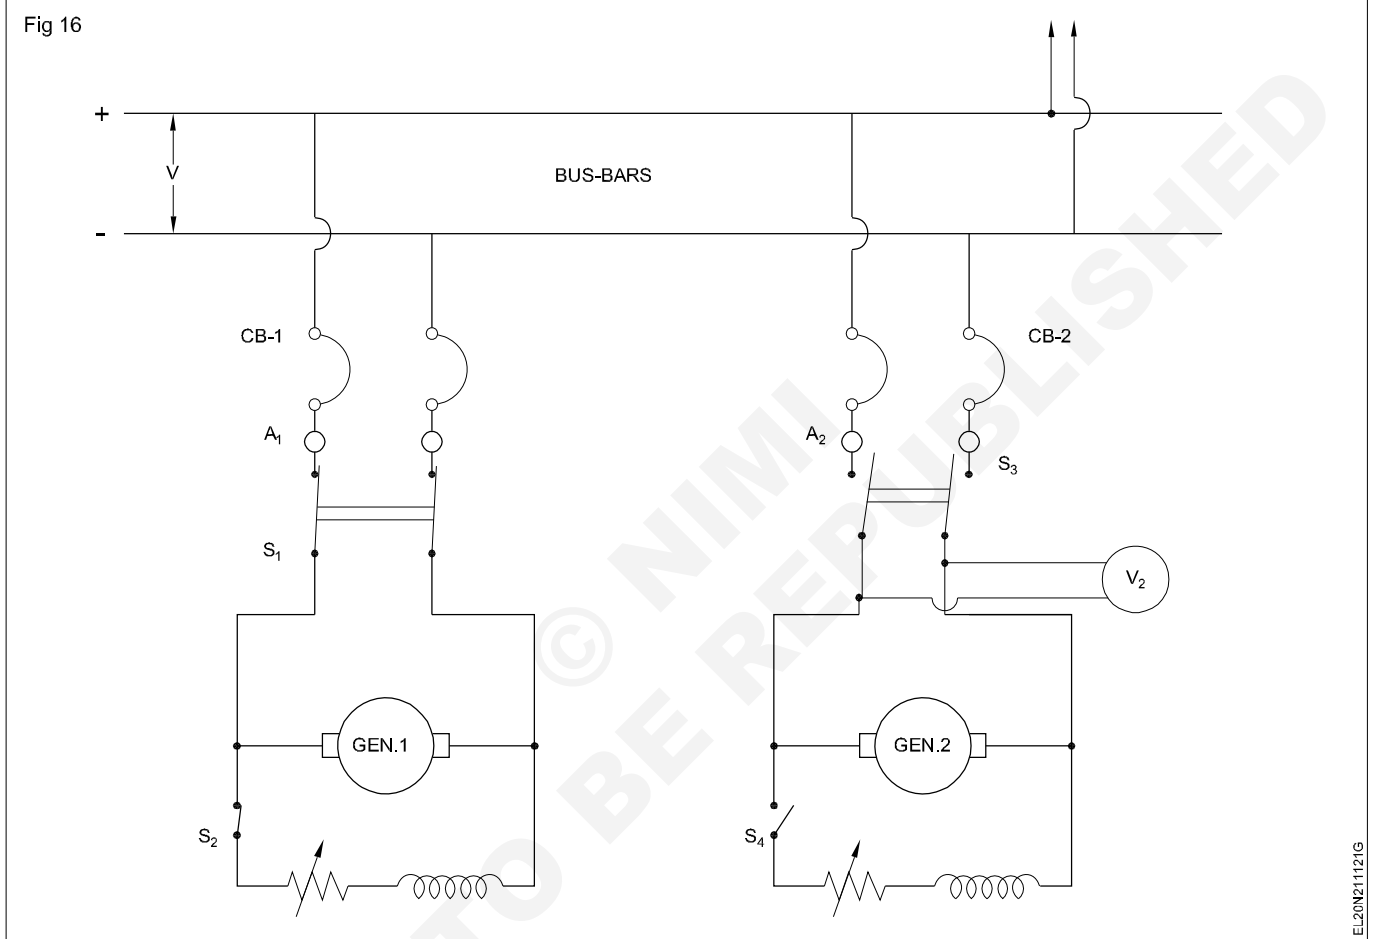 Fig 16
+
V
BUS-BARS
-
CB-1
CB-2
A₁
A₂
S₃
S₁
V₂
GEN.1
GEN.2
S₂
S₄
© NIMI
TO BE REPUBLISHED
EL20N211121G